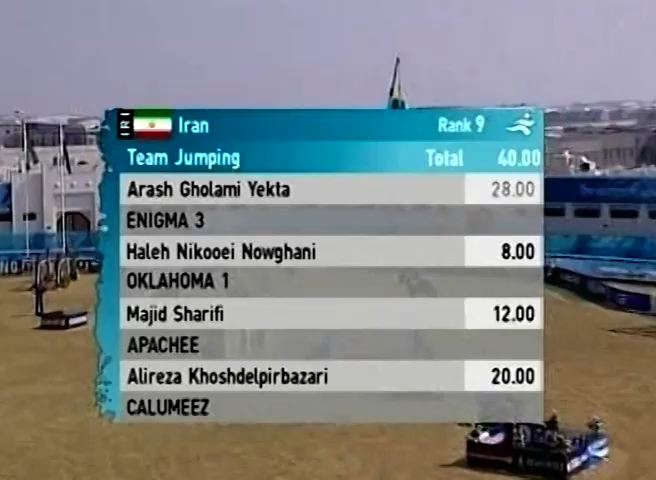 IRI Iran Rank 9
Team Jumping Total 40.00
Arash Gholami Yekta 28.00
ENIGMA 3
Haleh Nikooei Nowghani 8.00
OKLAHOMA 1
Majid Sharifi 12.00
APACHEE
Alireza Khoshdelpirbazari 20.00
CALUMEEZ